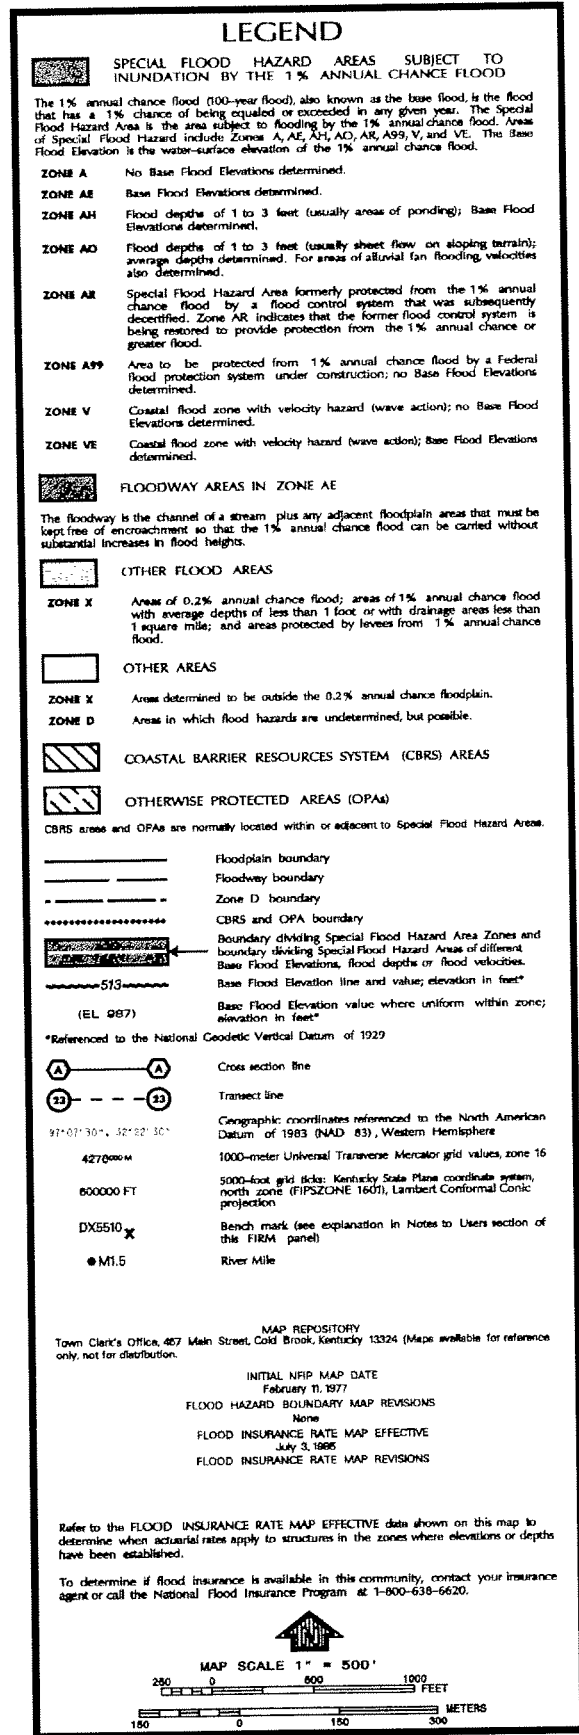 LEGEND
SPECIAL FLOOD HAZARD AREAS SUBJECT TO
INUNDATION BY THE 1% ANNUAL CHANCE FLOOD
The 1% annual chance flood (100-year flood), also known as the base flood, is the flood
that has a 1% chance of being equaled or exceeded in any given year. The Special
Flood Hazard Area is the area subject to flooding by the 1% annual chance flood. Areas
of Special Flood Hazard include Zones A, AE, AH, AO, AR, A99, V, and VE. The Base
Flood Elevation is the water-surface elevation of the 1% annual chance flood.
ZONE A No Base Flood Elevations determined.
ZONE AE Base Flood Elevations determined.
ZONE AH Flood depths of 1 to 3 feet (usually areas of ponding); Base Flood
Elevations determined.
ZONE AO Flood depths of 1 to 3 feet (usually sheet flow on sloping terrain);
average depths determined. For areas of alluvial fan flooding, velocities
also determined.
ZONE AR Special Flood Hazard Area formerly protected from the 1% annual
chance flood by a flood control system that was subsequently
decertified. Zone AR indicates that the former flood control system is
being restored to provide protection from the 1% annual chance or
greater flood.
ZONE A99 Area to be protected from 1% annual chance flood by a Federal
flood protection system under construction; no Base Flood Elevations
determined.
ZONE V Coastal flood zone with velocity hazard (wave action); no Base Flood
Elevations determined.
ZONE VE Coastal flood zone with velocity hazard (wave action); Base Flood Elevations
determined.
FLOODWAY AREAS IN ZONE AE
The floodway is the channel of a stream plus any adjacent floodplain areas that must be
kept free of encroachment so that the 1% annual chance flood can be carried without
substantial increases in flood heights.
OTHER FLOOD AREAS
ZONE X Areas of 0.2% annual chance flood; areas of 1% annual chance flood
with average depths of less than 1 foot or with drainage areas less than
1 square mile; and areas protected by levees from 1% annual chance
flood.
OTHER AREAS
ZONE X Areas determined to be outside the 0.2% annual chance floodplain.
ZONE D Areas in which flood hazards are undetermined, but possible.
COASTAL BARRIER RESOURCES SYSTEM (CBRS) AREAS
OTHERWISE PROTECTED AREAS (OPAs)
CBRS areas and OPAs are normally located within or adjacent to Special Flood Hazard Areas.
Floodplain boundary
Floodway boundary
Zone D boundary
CBRS and OPA boundary
Boundary dividing Special Flood Hazard Area Zones and
boundary dividing Special Flood Hazard Areas of different
Base Flood Elevations, flood depths or flood velocities.
513 Base Flood Elevation line and value; elevation in feet*
(EL 987) Base Flood Elevation value where uniform within zone;
elevation in feet*
*Referenced to the National Geodetic Vertical Datum of 1929
A A Cross section line
23 23 Transect line
97°07'30", 32°22'30" Geographic coordinates referenced to the North American
Datum of 1983 (NAD 83), Western Hemisphere
4276000 M 1000-meter Universal Transverse Mercator grid values, zone 16
600000 FT 5000-foot grid ticks: Kentucky State Plane coordinate system,
north zone (FIPSZONE 1601), Lambert Conformal Conic
projection
DX5510 X Bench mark (see explanation in Notes to Users section of
this FIRM panel)
●M1.5 River Mile
MAP REPOSITORY
Town Clerk's Office, 467 Main Street, Cold Brook, Kentucky 13324 (Maps available for reference
only, not for distribution.
INITIAL NFIP MAP DATE
February 11, 1977
FLOOD HAZARD BOUNDARY MAP REVISIONS
None
FLOOD INSURANCE RATE MAP EFFECTIVE
July 3, 1985
FLOOD INSURANCE RATE MAP REVISIONS
Refer to the FLOOD INSURANCE RATE MAP EFFECTIVE date shown on this map to
determine when actuarial rates apply to structures in the zones where elevations or depths
have been established.
To determine if flood insurance is available in this community, contact your insurance
agent or call the National Flood Insurance Program at 1-800-638-6620.
N
MAP SCALE 1" = 500'
250 0 500 1000
FEET
METERS
150 0 150 300